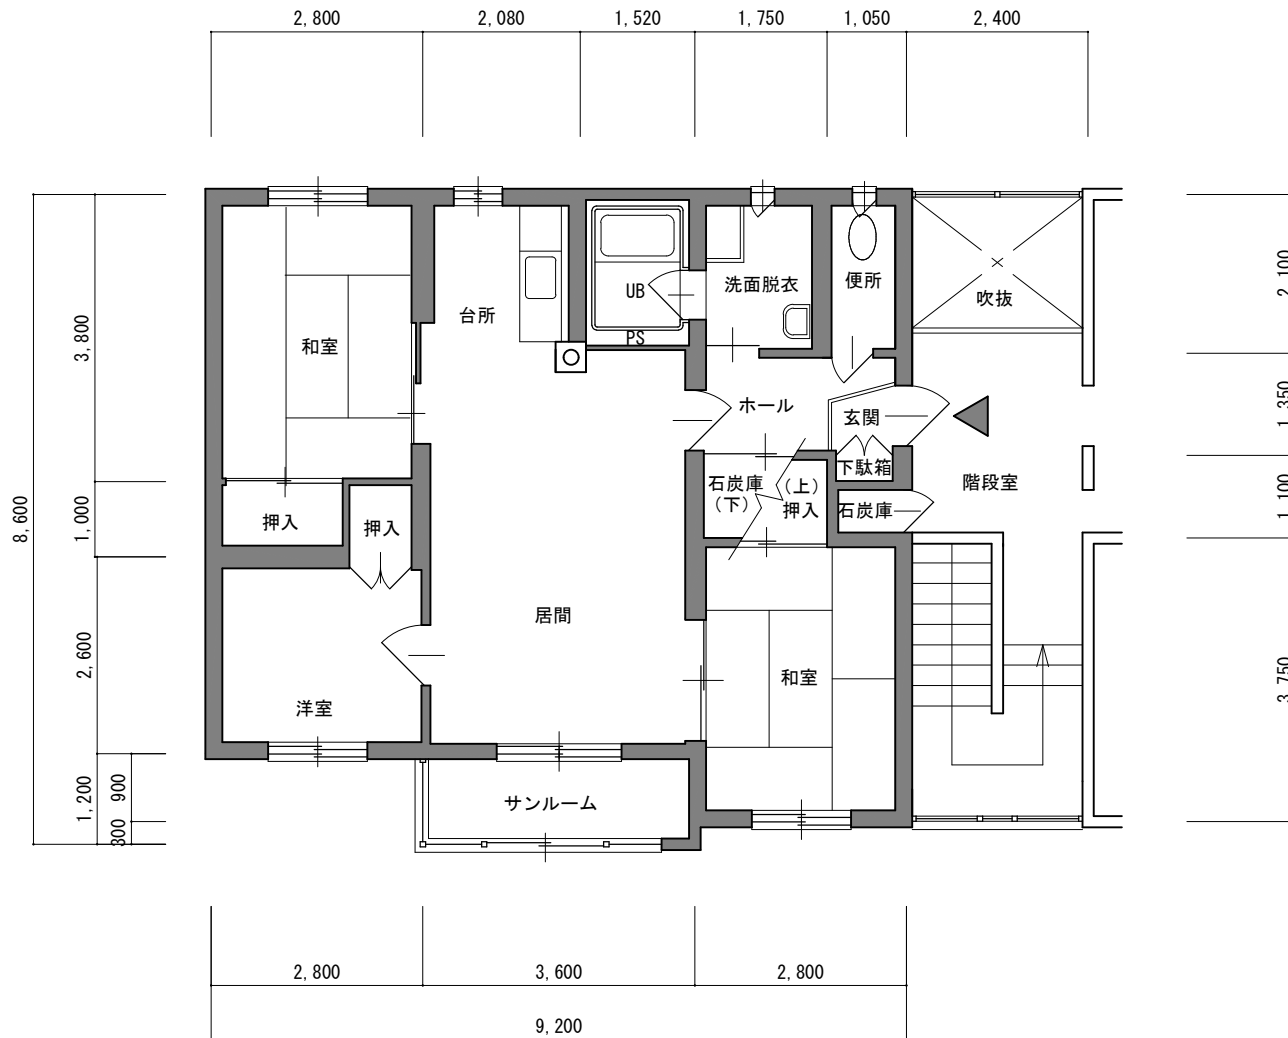 2,800
2,080
1,520
1,750
1,050
2,400
8,600
3,800
1,000
2,600
1,200
900
300
2,100
1,350
1,100
3,750
和室
台所
UB
PS
洗面脱衣
便所
吹抜
ホール
玄関
下駄箱
石炭庫
(下)
(上)
押入
石炭庫
階段室
押入
押入
居間
洋室
和室
サンルーム
2,800
3,600
2,800
9,200